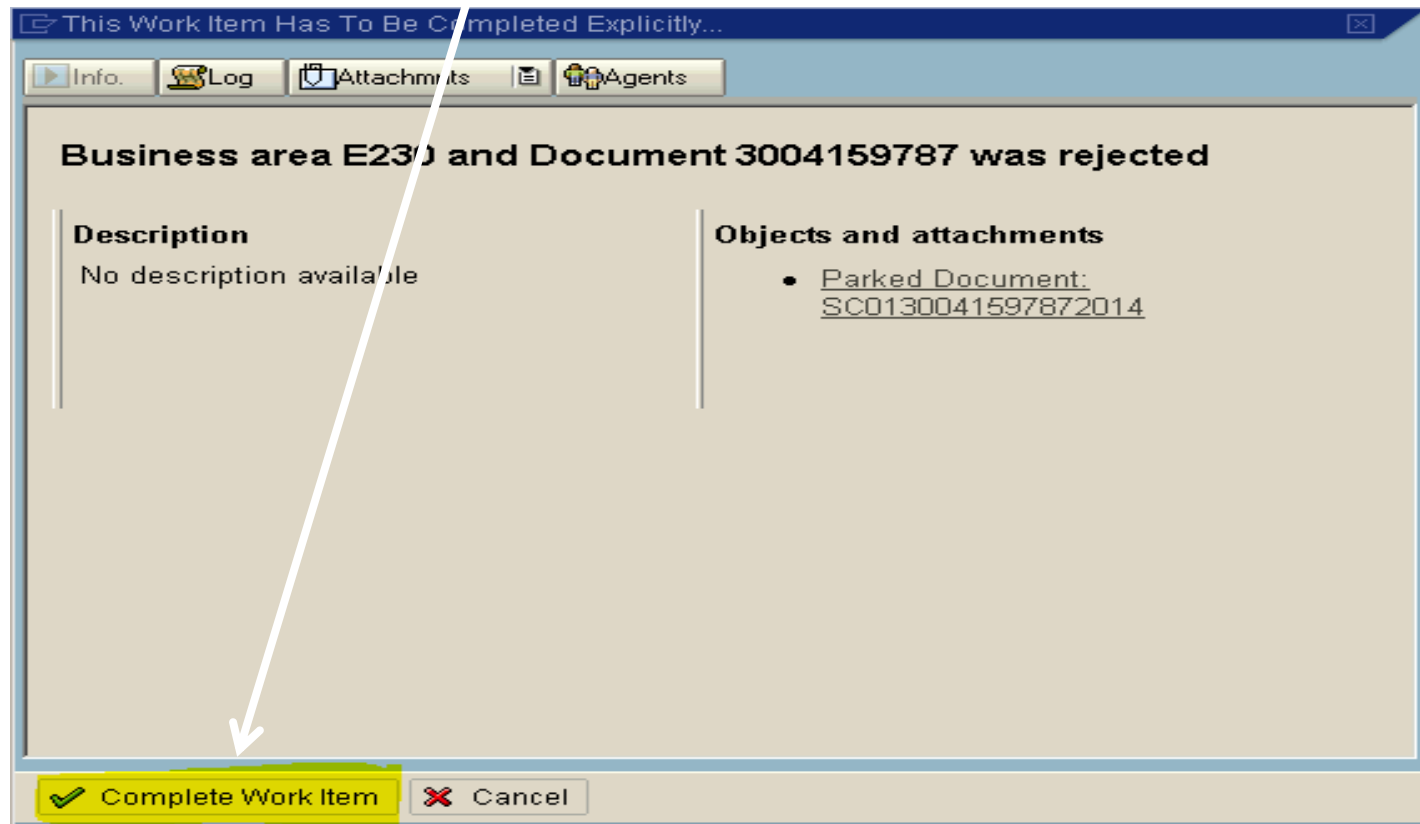 This Work Item Has To Be Completed Explicitly...
Info. Log Attachmnts Agents
Business area E230 and Document 3004159787 was rejected
Description
No description available
Objects and attachments
Parked Document:
SC0130041597872014
Complete Work Item Cancel